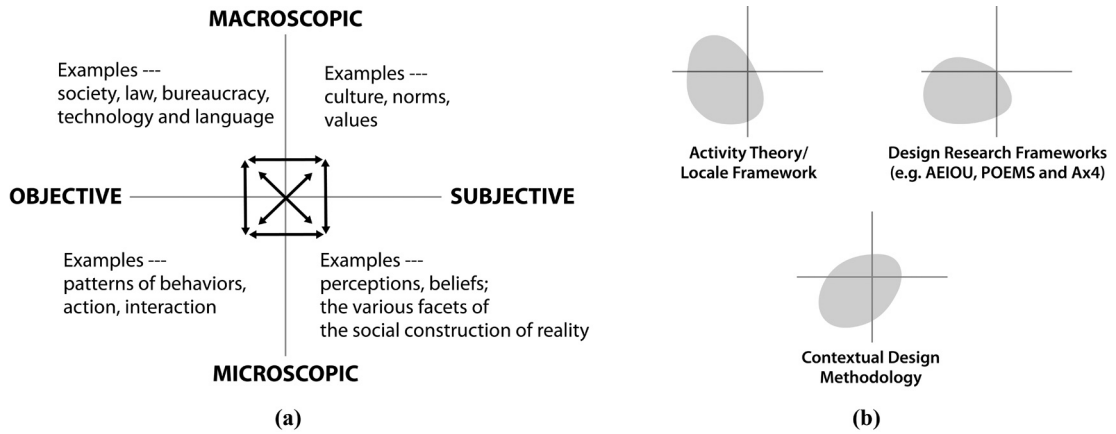 MACROSCOPIC
Examples ---
society, law, bureaucracy,
technology and language
Examples ---
culture, norms,
values
OBJECTIVE
SUBJECTIVE
Examples ---
patterns of behaviors,
action, interaction
Examples ---
perceptions, beliefs;
the various facets of
the social construction of reality
MICROSCOPIC
(a)
Activity Theory/
Locale Framework
Design Research Frameworks
(e.g. AEIOU, POEMS and Ax4)
Contextual Design
Methodology
(b)